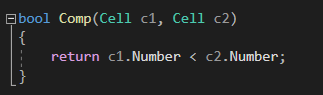 bool Comp(Cell c1, Cell c2)
{
    return c1.Number < c2.Number;
}